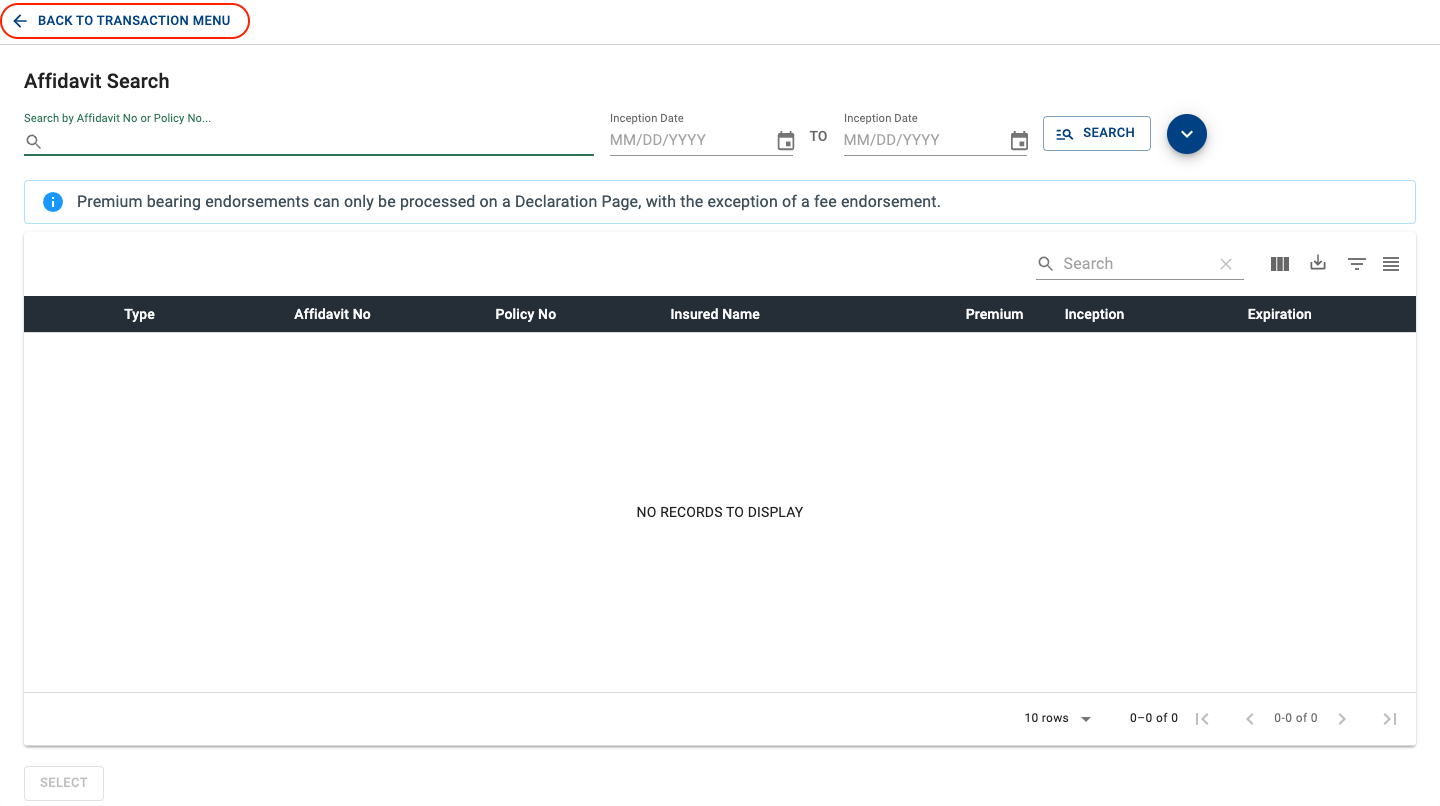 BACK TO TRANSACTION MENU
Affidavit Search
Search by Affidavit No or Policy No...
Inception Date
MM/DD/YYYY
TO
Inception Date
MM/DD/YYYY
SEARCH
Premium bearing endorsements can only be processed on a Declaration Page, with the exception of a fee endorsement.
Search
Type Affidavit No Policy No Insured Name Premium Inception Expiration
NO RECORDS TO DISPLAY
10 rows 0–0 of 0 0-0 of 0
SELECT